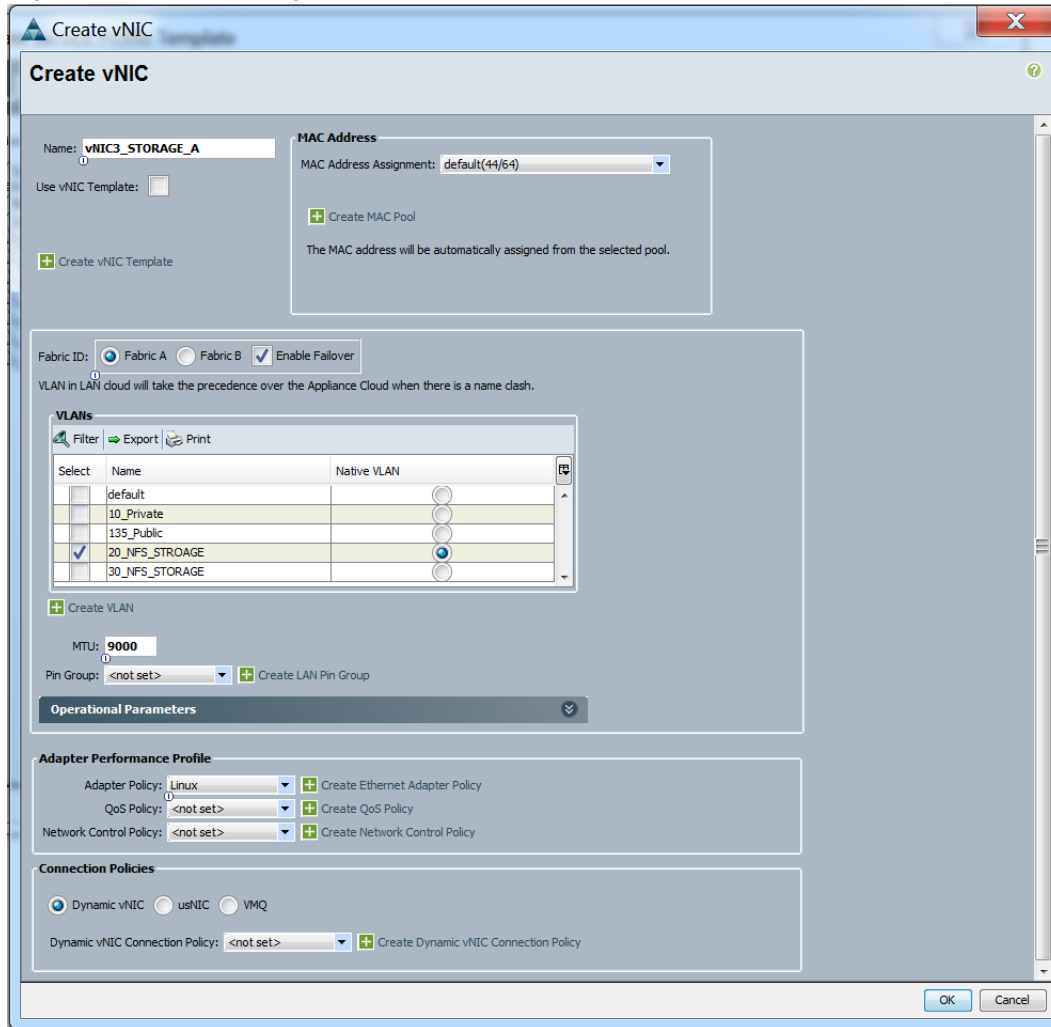 Create vNIC
Create vNIC
Name: vNIC3_STORAGE_A
Use vNIC Template:
Create vNIC Template
MAC Address
MAC Address Assignment: default(44/64)
Create MAC Pool
The MAC address will be automatically assigned from the selected pool.
Fabric ID: Fabric A Fabric B Enable Failover
VLAN in LAN cloud will take the precedence over the Appliance Cloud when there is a name clash.
VLANs
Filter Export Print
Select Name Native VLAN
default
10_Private
135_Public
20_NFS_STROAGE
30_NFS_STORAGE
Create VLAN
MTU: 9000
Pin Group: <not set> Create LAN Pin Group
Operational Parameters
Adapter Performance Profile
Adapter Policy: Linux Create Ethernet Adapter Policy
QoS Policy: <not set> Create QoS Policy
Network Control Policy: <not set> Create Network Control Policy
Connection Policies
Dynamic vNIC usNIC VMQ
Dynamic vNIC Connection Policy: <not set> Create Dynamic vNIC Connection Policy
OK Cancel